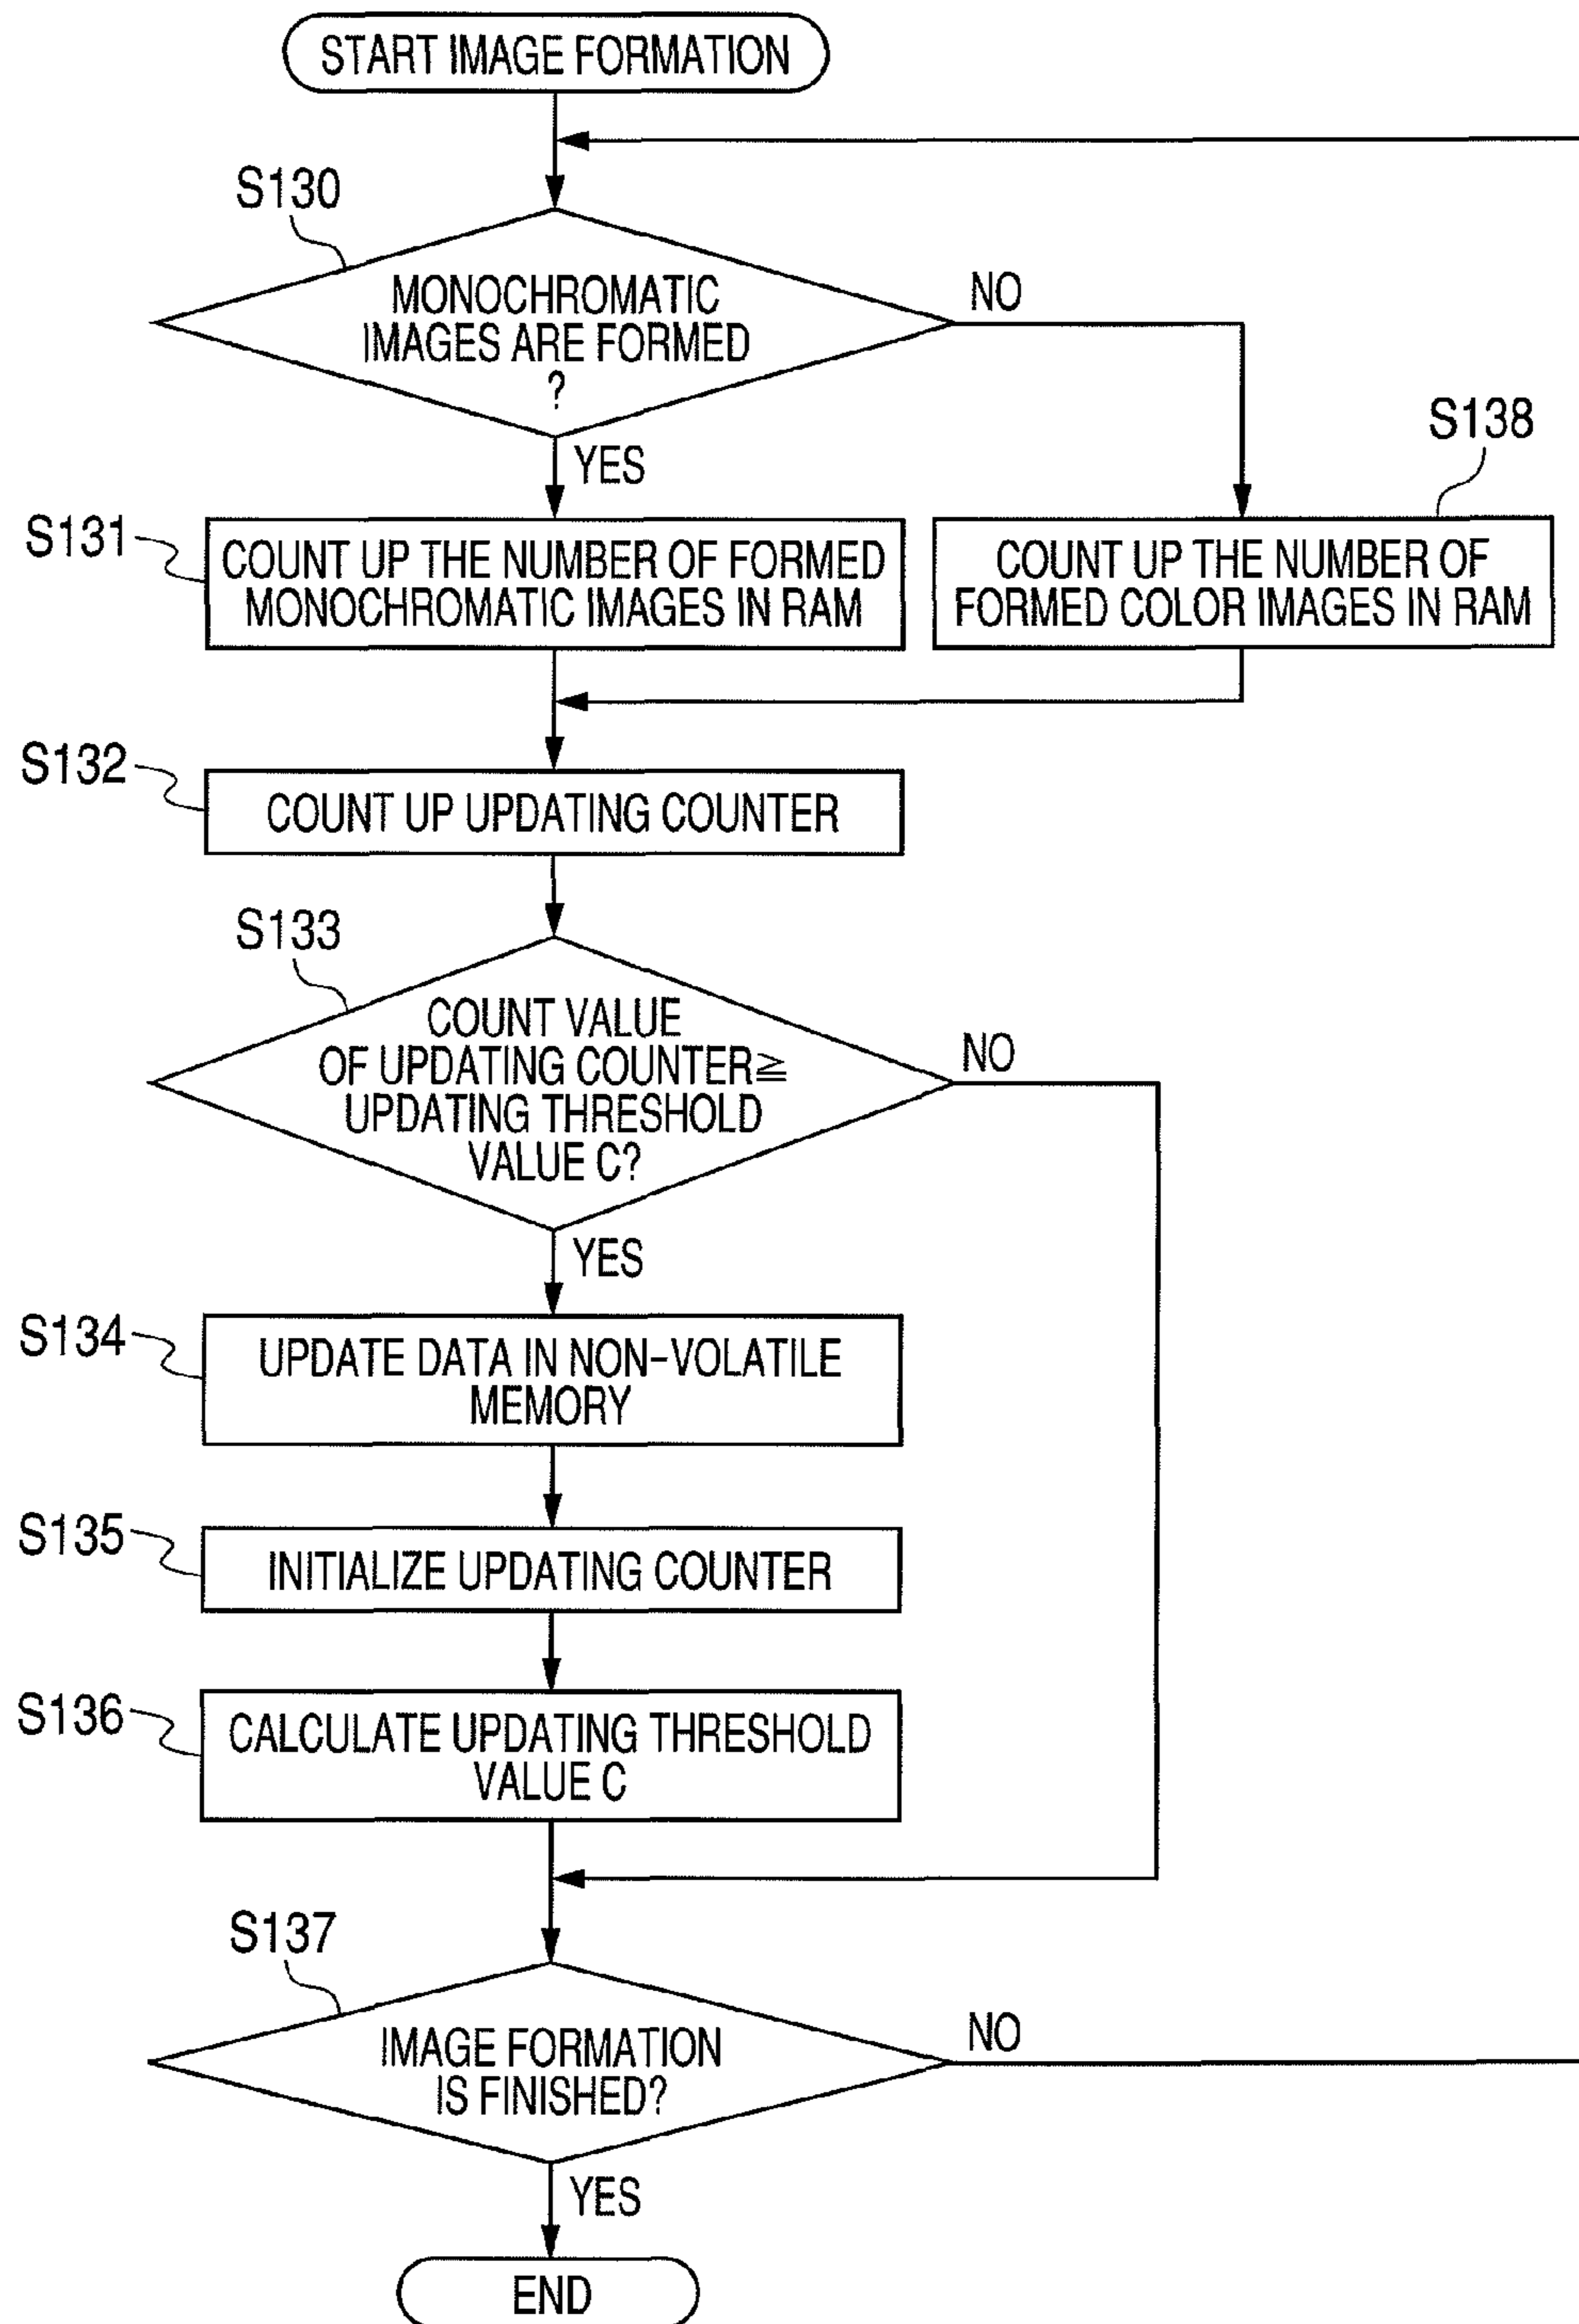 START IMAGE FORMATION
S130
MONOCHROMATIC
IMAGES ARE FORMED
?
NO
YES
S138
S131
COUNT UP THE NUMBER OF FORMED
MONOCHROMATIC IMAGES IN RAM
COUNT UP THE NUMBER OF
FORMED COLOR IMAGES IN RAM
S132
COUNT UP UPDATING COUNTER
S133
COUNT VALUE
OF UPDATING COUNTER≧
UPDATING THRESHOLD
VALUE C?
NO
YES
S134
UPDATE DATA IN NON-VOLATILE
MEMORY
S135
INITIALIZE UPDATING COUNTER
S136
CALCULATE UPDATING THRESHOLD
VALUE C
S137
IMAGE FORMATION
IS FINISHED?
NO
YES
END